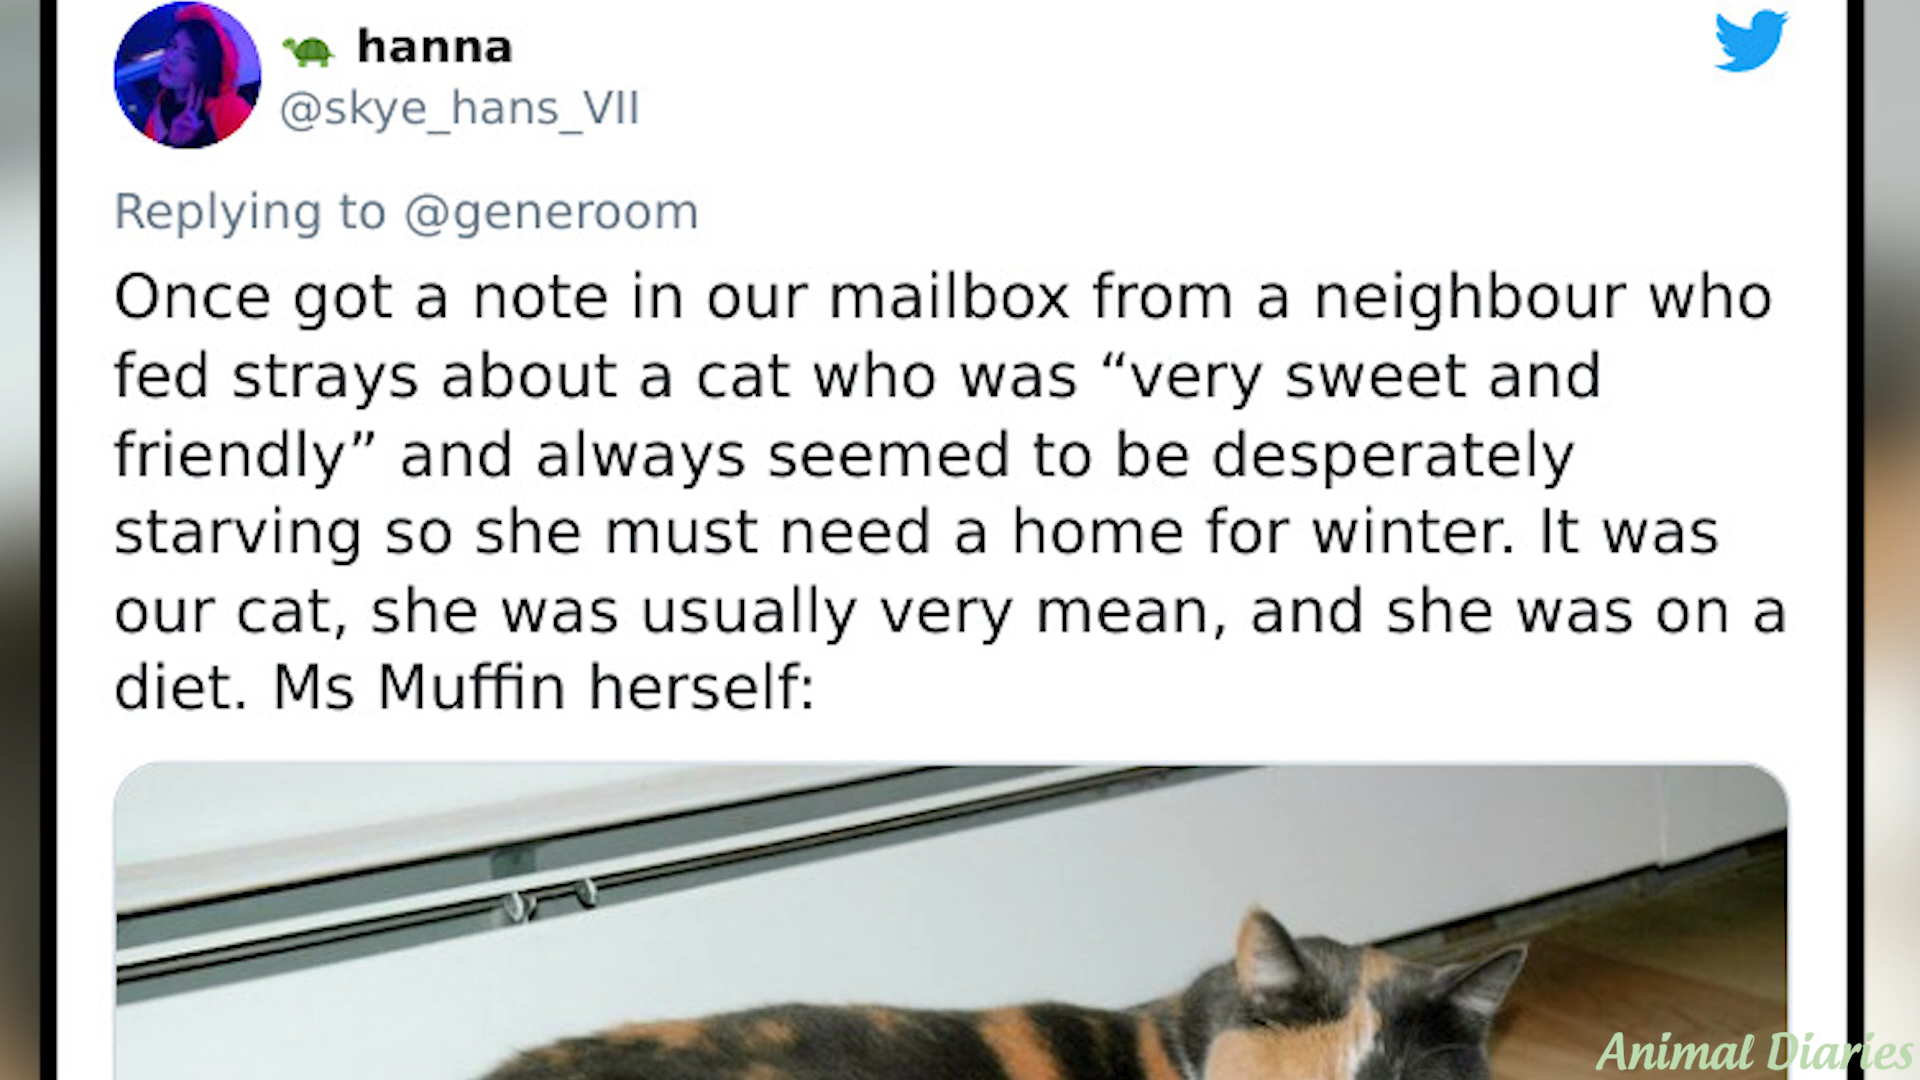 🐢 hanna
@skye_hans_VII
Replying to @generoom
Once got a note in our mailbox from a neighbour who
fed strays about a cat who was “very sweet and
friendly” and always seemed to be desperately
starving so she must need a home for winter. It was
our cat, she was usually very mean, and she was on a
diet. Ms Muffin herself:
Animal Diaries